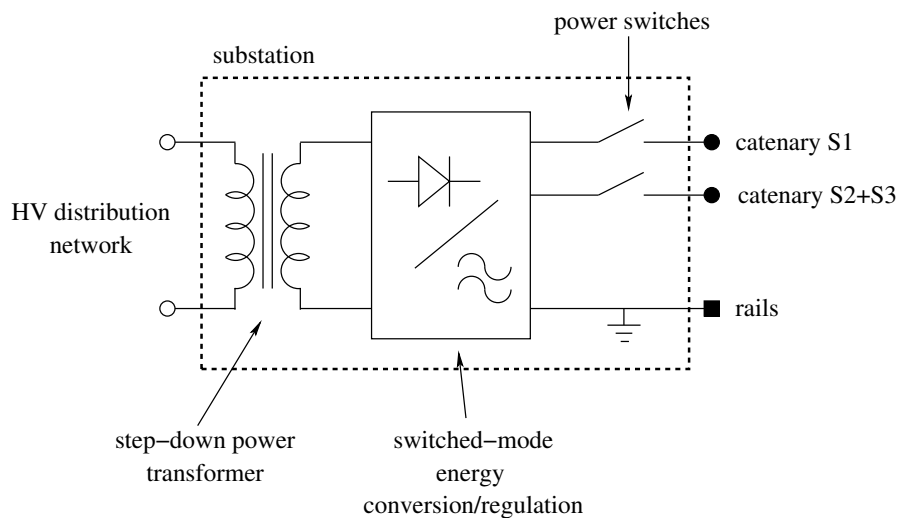 power switches
substation
catenary S1
catenary S2+S3
HV distribution
network
rails
step−down power
transformer
switched−mode
energy
conversion/regulation